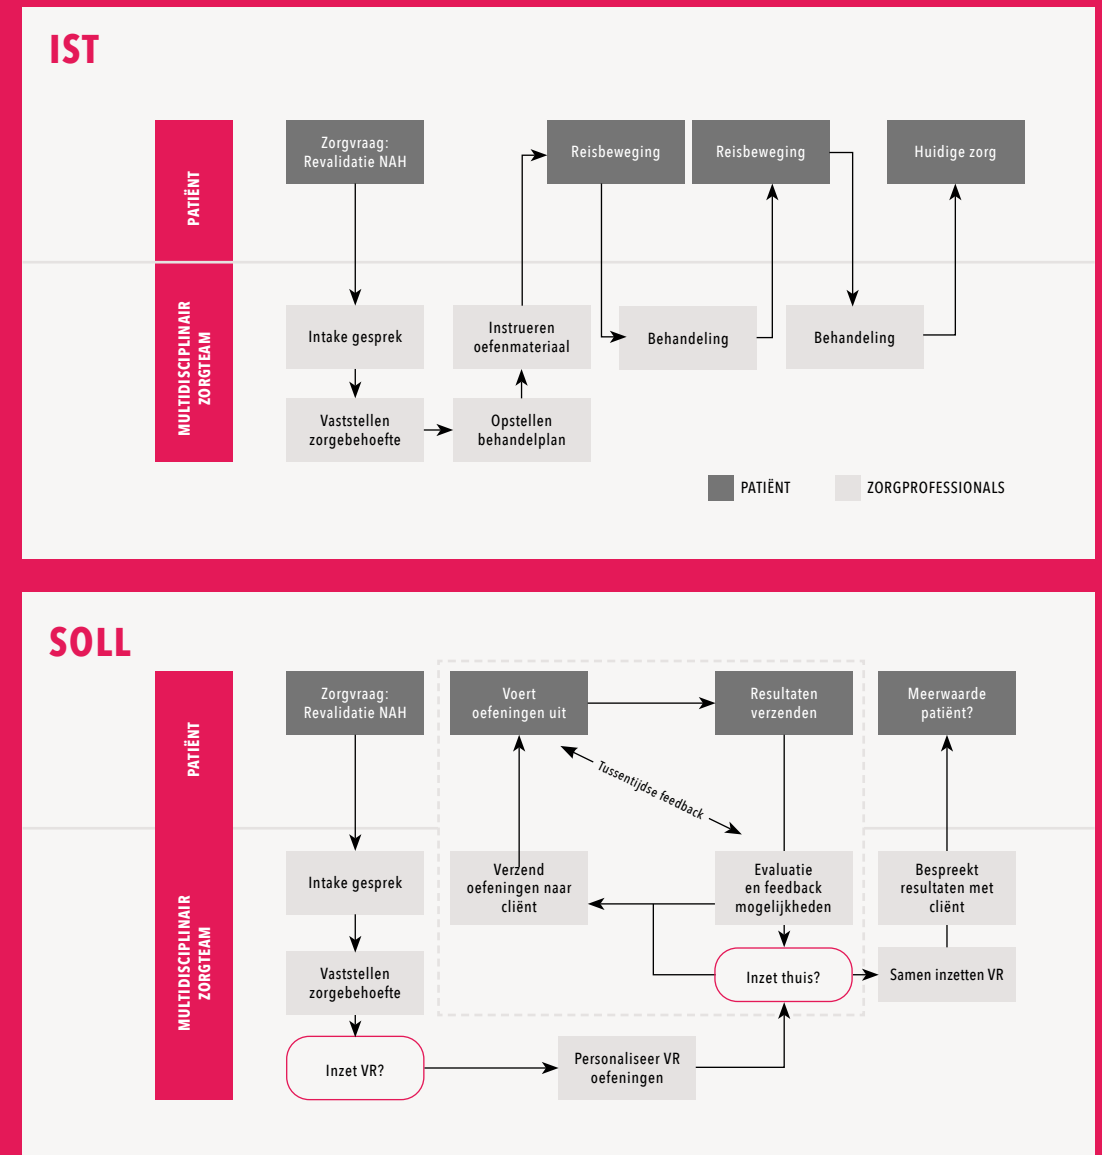 IST
PATIËNT
MULTIDISCIPLINAIR
ZORGTEAM
Zorgvraag:
Revalidatie NAH
Reisbeweging
Reisbeweging
Huidige zorg
Intake gesprek
Instrueren
oefenmateriaal
Behandeling
Behandeling
Vaststellen
zorgebehoefte
Opstellen
behandelplan
PATIËNT
ZORGPROFESSIONALS
SOLL
PATIËNT
MULTIDISCIPLINAIR
ZORGTEAM
Zorgvraag:
Revalidatie NAH
Voert
oefeningen uit
Resultaten
verzenden
Meerwaarde
patiënt?
Tussentijdse feedback
Intake gesprek
Verzend
oefeningen naar
cliënt
Evaluatie
en feedback
mogelijkheden
Bespreekt
resultaten met
cliënt
Vaststellen
zorgebehoefte
Inzet thuis?
Samen inzetten VR
Inzet VR?
Personaliseer VR
oefeningen